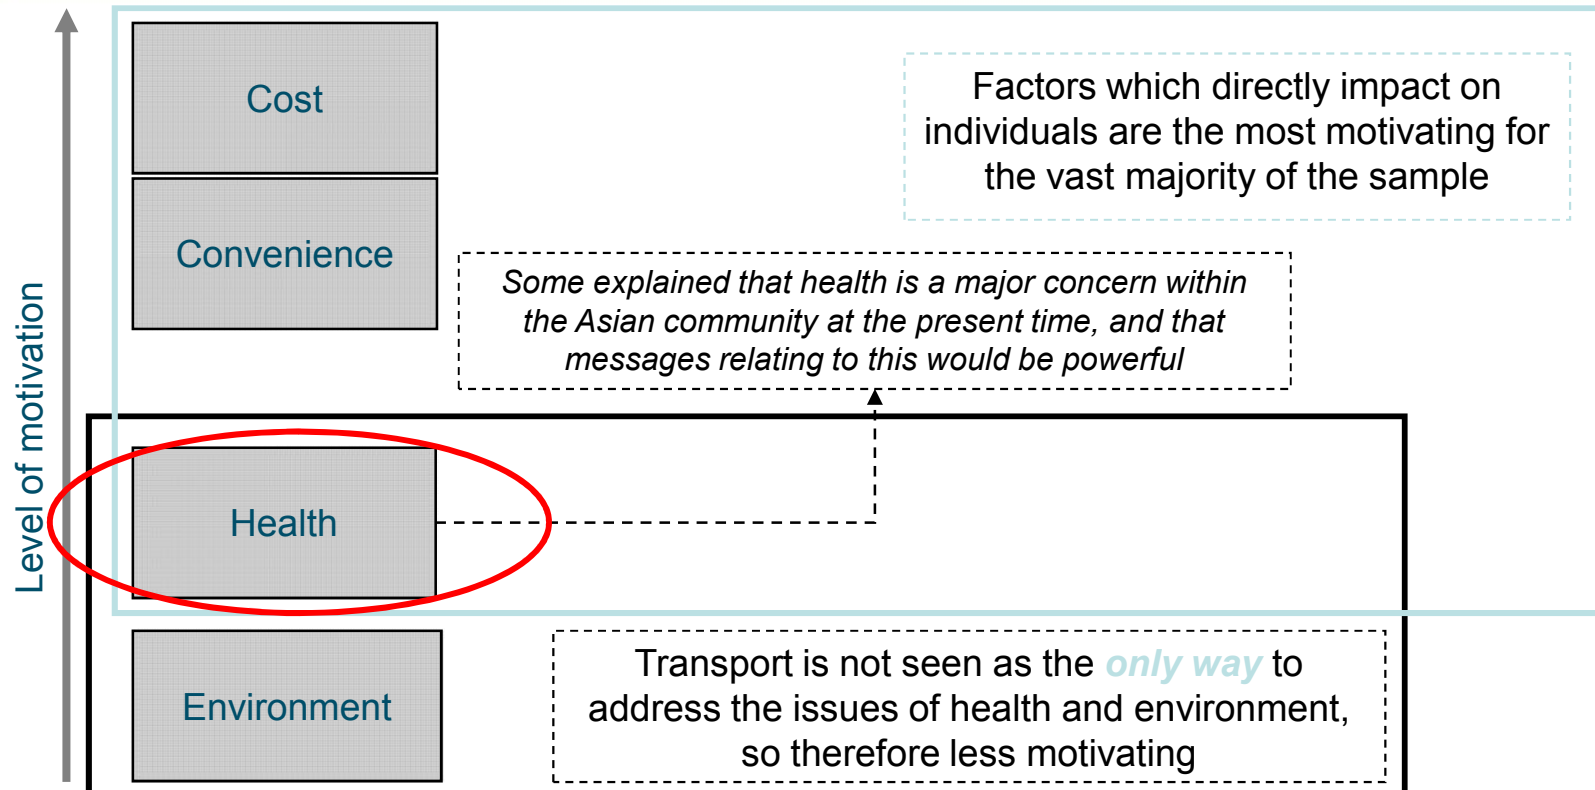 Level of motivation
Cost
Factors which directly impact on
individuals are the most motivating for
the vast majority of the sample
Convenience
Some explained that health is a major concern within
the Asian community at the present time, and that
messages relating to this would be powerful
Health
Environment
Transport is not seen as the only way to
address the issues of health and environment,
so therefore less motivating